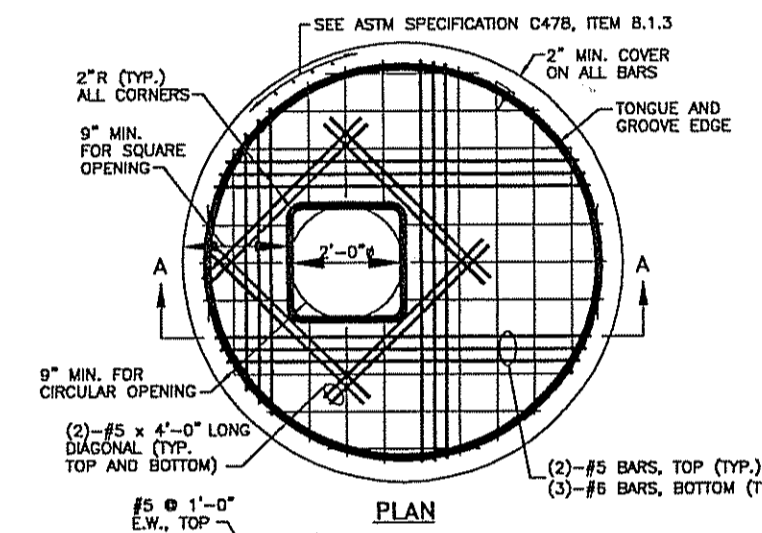 SEE ASTM SPECIFICATION C478, ITEM 8.1.3
2"R (TYP.)
ALL CORNERS
2" MIN. COVER
ON ALL BARS
TONGUE AND
GROOVE EDGE
9" MIN.
FOR SQUARE
OPENING
2'-0"ø
A
A
9" MIN. FOR
CIRCULAR OPENING
(2)-#5 x 4'-0" LONG
DIAGONAL (TYP.
TOP AND BOTTOM)
(2)-#5 BARS, TOP (TYP.)
(3)-#6 BARS, BOTTOM (T
#5 @ 1'-0"
E.W., TOP
PLAN